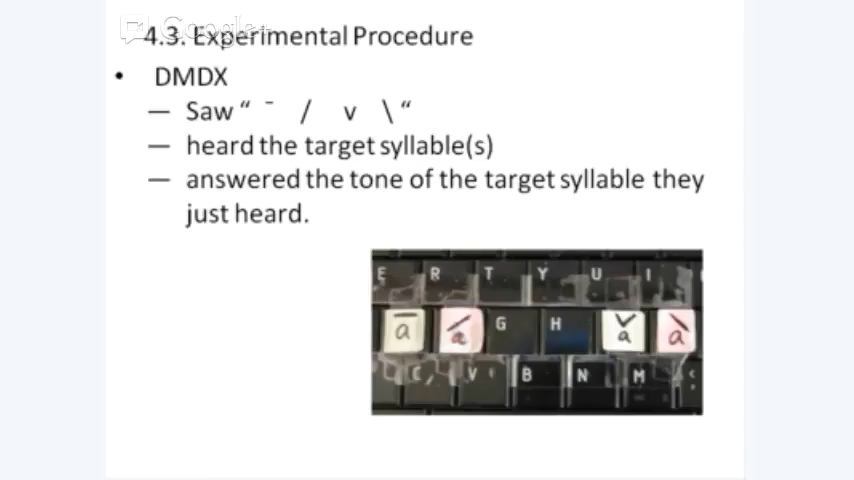 Google+
4.3. Experimental Procedure
• DMDX
— Saw “ ˉ / v \ “
— heard the target syllable(s)
— answered the tone of the target syllable they
just heard.
E R T Y U I
ā á G H ǎ à
C V B N M <